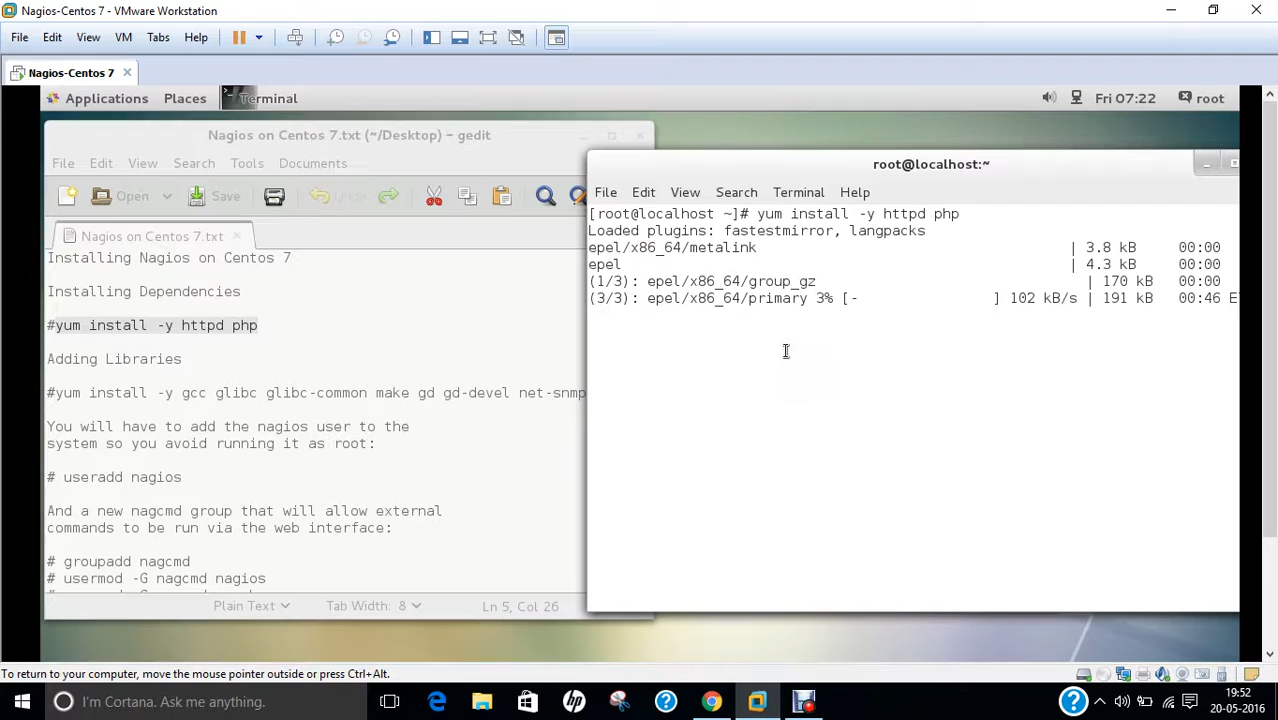 Nagios-Centos 7 - VMware Workstation
File Edit View VM Tabs Help
Nagios-Centos 7
Applications Places Terminal Fri 07:22 root
Nagios on Centos 7.txt (~/Desktop) - gedit
File Edit View Search Tools Documents
Open Save Undo
Nagios on Centos 7.txt
Installing Nagios on Centos 7
Installing Dependencies
#yum install -y httpd php
Adding Libraries
#yum install -y gcc glibc glibc-common make gd gd-devel net-snmp
You will have to add the nagios user to the
system so you avoid running it as root:
# useradd nagios
And a new nagcmd group that will allow external
commands to be run via the web interface:
# groupadd nagcmd
# usermod -G nagcmd nagios
Plain Text Tab Width: 8 Ln 5, Col 26
root@localhost:~
File Edit View Search Terminal Help
[root@localhost ~]# yum install -y httpd php
Loaded plugins: fastestmirror, langpacks
epel/x86_64/metalink | 3.8 kB 00:00
epel | 4.3 kB 00:00
(1/3): epel/x86_64/group_gz | 170 kB 00:00
(3/3): epel/x86_64/primary 3% [- ] 102 kB/s | 191 kB 00:46 E
To return to your computer, move the mouse pointer outside or press Ctrl+Alt.
I'm Cortana. Ask me anything.
19:52
20-05-2016